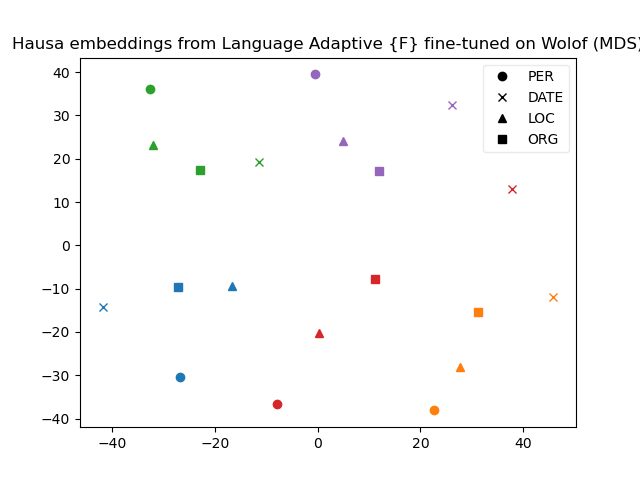 Hausa embeddings from Language Adaptive {F} fine-tuned on Wolof (MDS)
PER
DATE
LOC
ORG
40
30
20
10
0
−10
−20
−30
−40
−40
−20
0
20
40